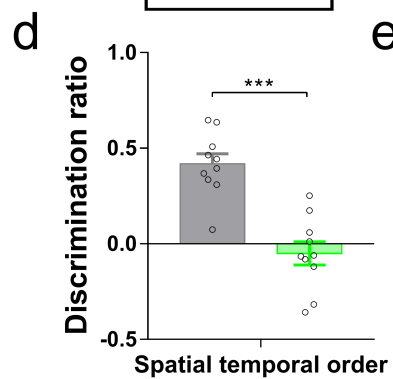 d
e
1.0
***
0.5
0.0
-0.5
Discrimination ratio
Spatial temporal order